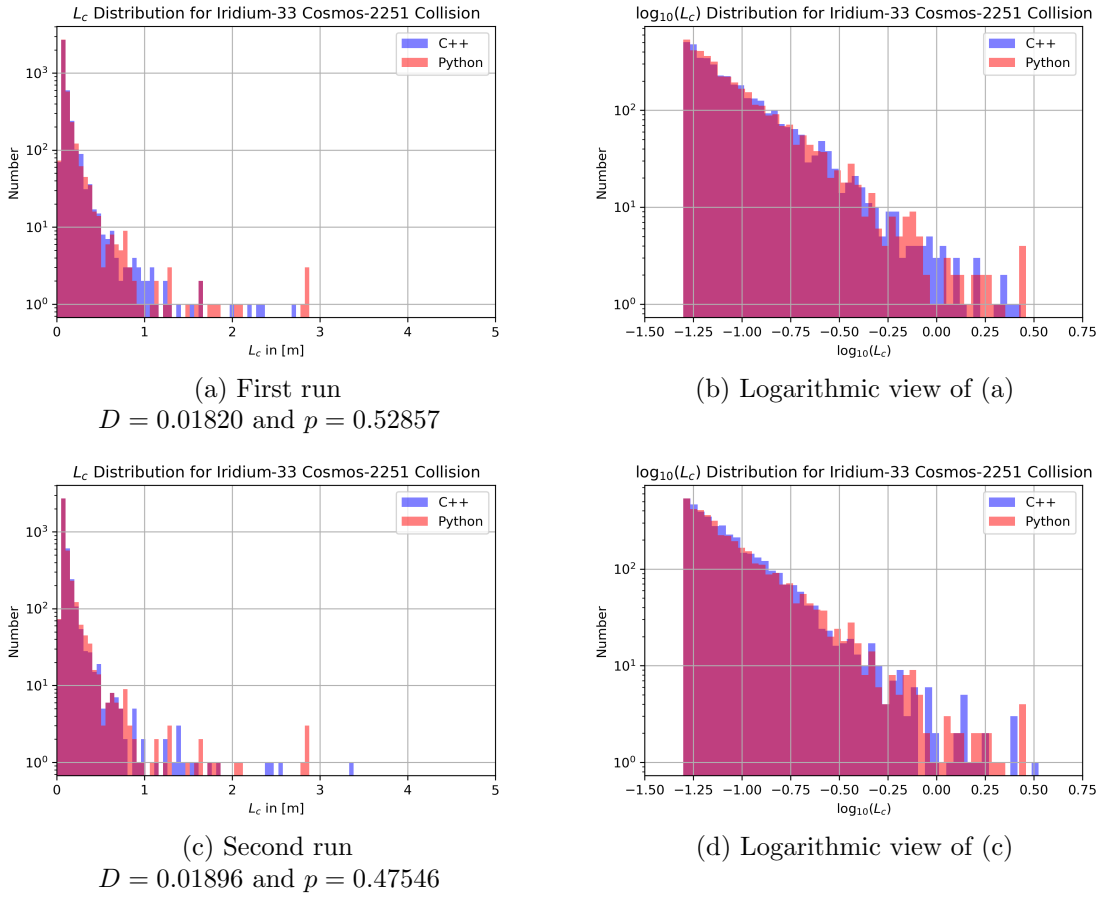 L_c Distribution for Iridium-33 Cosmos-2251 Collision
C++
Python
10^3
10^2
10^1
10^0
Number
0 1 2 3 4 5
L_c in [m]
(a) First run
D = 0.01820 and p = 0.52857
log_10(L_c) Distribution for Iridium-33 Cosmos-2251 Collision
C++
Python
10^2
10^1
10^0
Number
−1.50 −1.25 −1.00 −0.75 −0.50 −0.25 0.00 0.25 0.50 0.75
log_10(L_c)
(b) Logarithmic view of (a)
L_c Distribution for Iridium-33 Cosmos-2251 Collision
C++
Python
10^3
10^2
10^1
10^0
Number
0 1 2 3 4 5
L_c in [m]
(c) Second run
D = 0.01896 and p = 0.47546
log_10(L_c) Distribution for Iridium-33 Cosmos-2251 Collision
C++
Python
10^2
10^1
10^0
Number
−1.50 −1.25 −1.00 −0.75 −0.50 −0.25 0.00 0.25 0.50 0.75
log_10(L_c)
(d) Logarithmic view of (c)